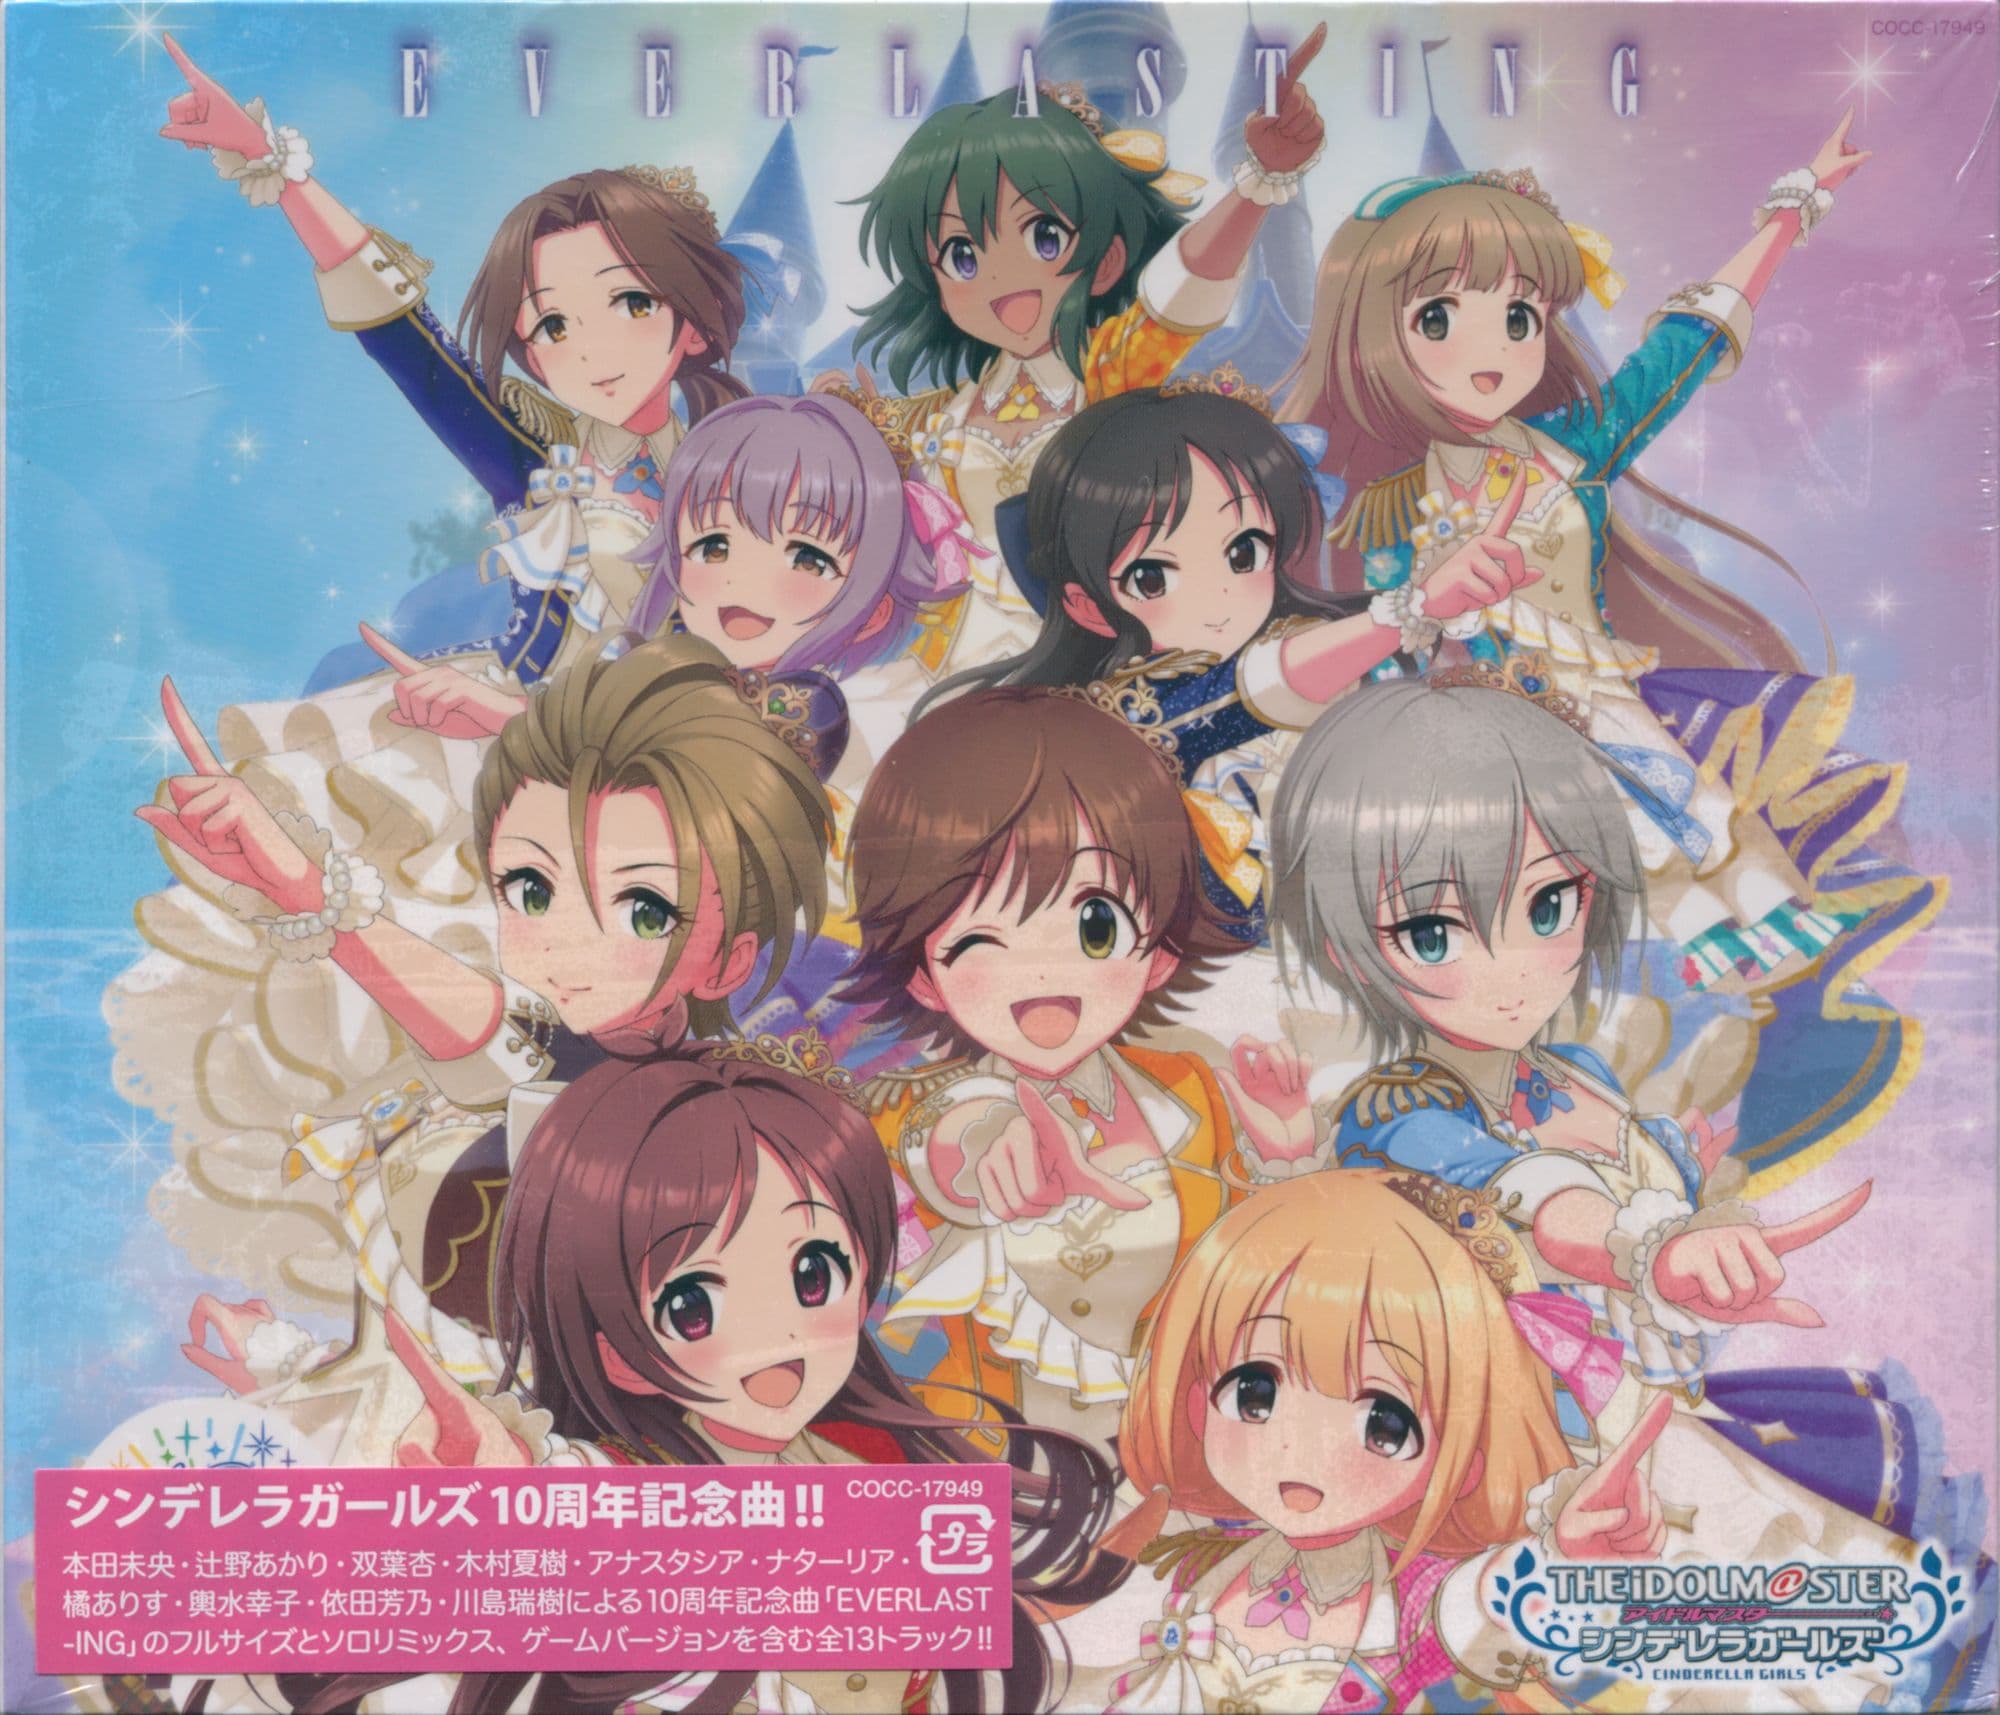 COCC-17949
EVERLASTING
シンデレラガールズ10周年記念曲!!
COCC-17949
プラ
本田未央・辻野あかり・双葉杏・木村夏樹・アナスタシア・ナターリア・
橘ありす・輿水幸子・依田芳乃・川島瑞樹による10周年記念曲「EVERLAST
-ING」のフルサイズとソロリミックス、ゲームバージョンを含む全13トラック!!
THE iDOLM@STER
アイドルマスター
シンデレラガールズ
CINDERELLA GIRLS